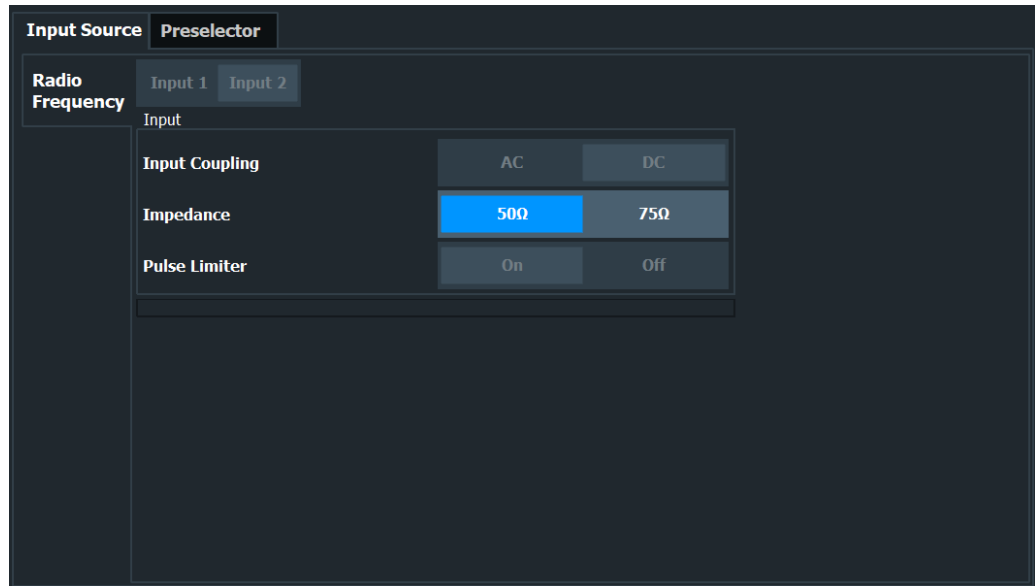 Input Source Preselector
Radio
Frequency
Input 1 Input 2
Input
Input Coupling AC DC
Impedance 50Ω 75Ω
Pulse Limiter On Off